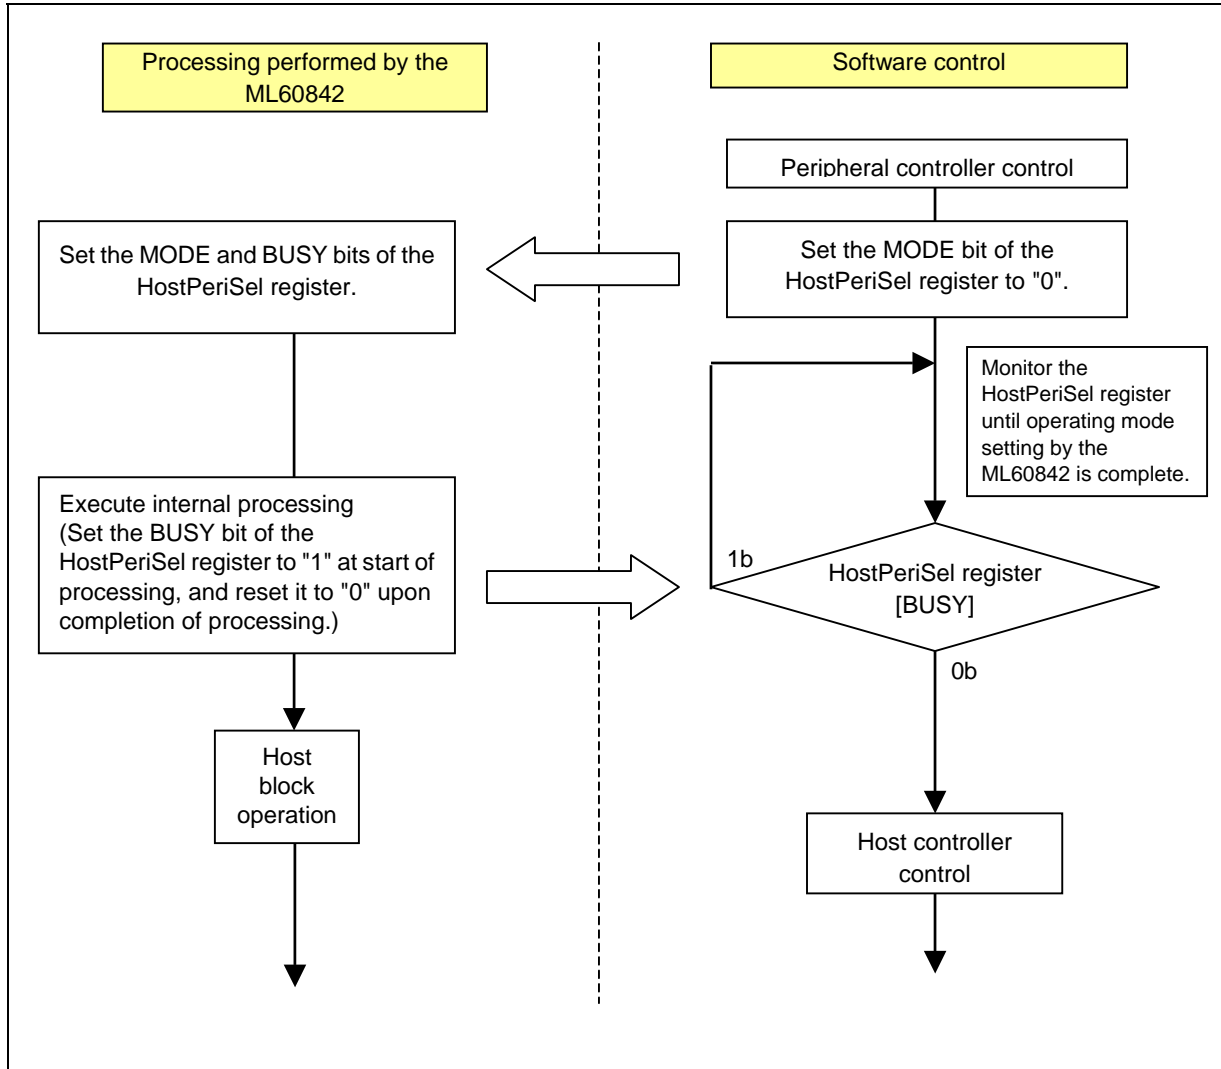 Processing performed by the
ML60842
Software control
Peripheral controller control
Set the MODE and BUSY bits of the
HostPeriSel register.
Set the MODE bit of the
HostPeriSel register to "0".
Monitor the
HostPeriSel register
until operating mode
setting by the
ML60842 is complete.
Execute internal processing
(Set the BUSY bit of the
HostPeriSel register to "1" at start of
processing, and reset it to "0" upon
completion of processing.)
1b
HostPeriSel register
[BUSY]
0b
Host
block
operation
Host controller
control